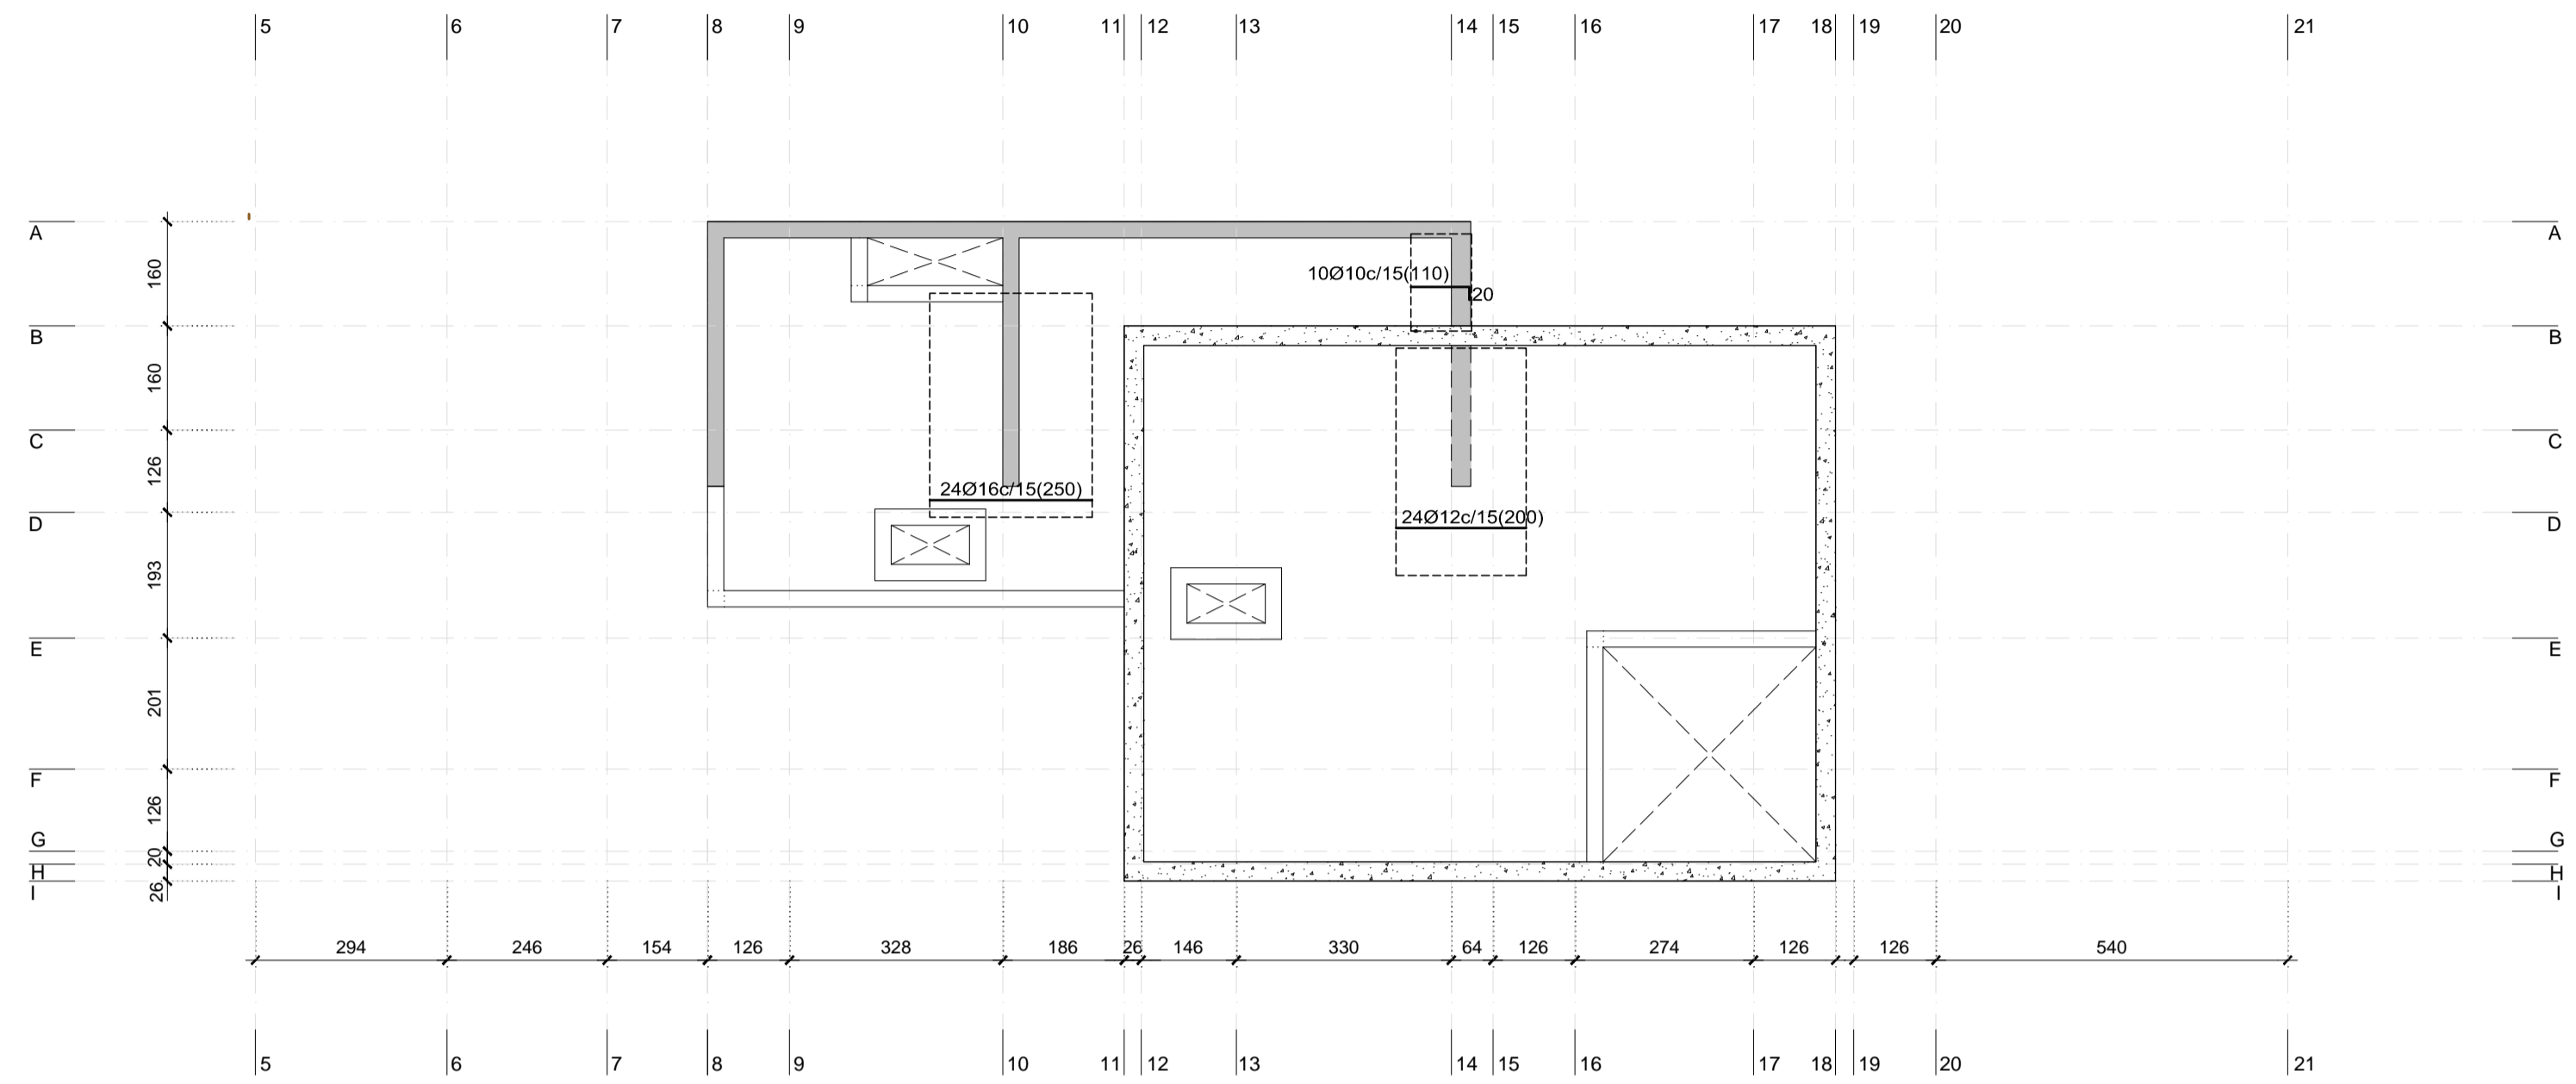 5 6 7 8 9 10 11 12 13 14 15 16 17 18 19 20 21
A A
160
10Ø10c/15(110)
20
B B
160
C C
126
24Ø16c/15(250)
24Ø12c/15(200)
D D
193
E E
201
F F
126
G G
20
H H
26
I I
294 246 154 126 328 186 26 146 330 64 126 274 126 126 540
5 6 7 8 9 10 11 12 13 14 15 16 17 18 19 20 21